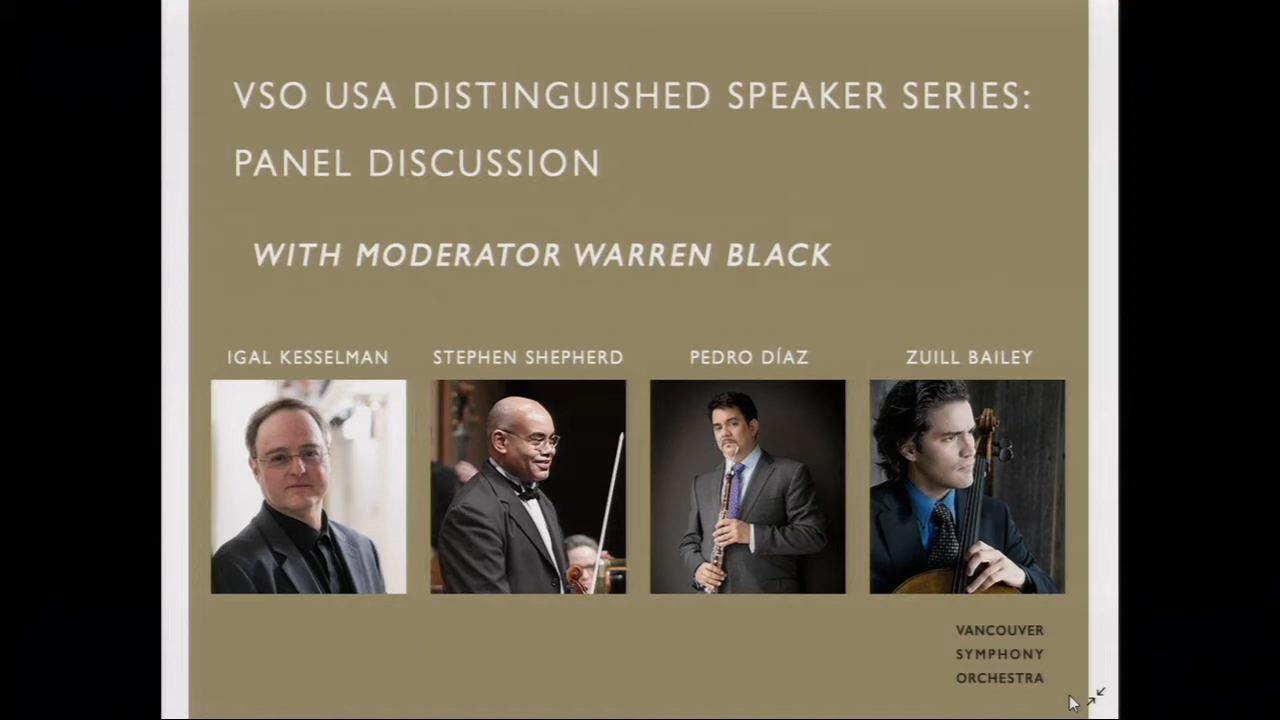 VSO USA DISTINGUISHED SPEAKER SERIES:
PANEL DISCUSSION
WITH MODERATOR WARREN BLACK
IGAL KESSELMAN
STEPHEN SHEPHERD
PEDRO DÍAZ
ZUILL BAILEY
VANCOUVER
SYMPHONY
ORCHESTRA